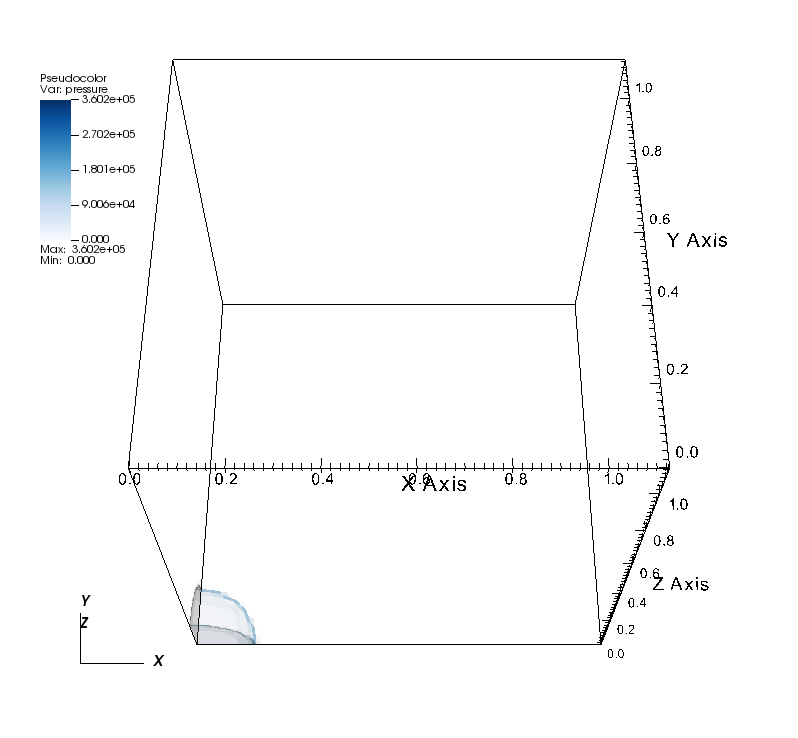 Pseudocolor
Var: pressure
3.602e+05
2.702e+05
1.801e+05
9.006e+04
0.000
Max: 3.602e+05
Min: 0.000
1.0
0.8
0.6
Y Axis
0.4
0.2
0.0
0.0 0.2 0.4 0.6 0.8 1.0
X Axis
1.0
0.8
0.6
Z Axis
0.4
0.2
0.0
Y
Z
X